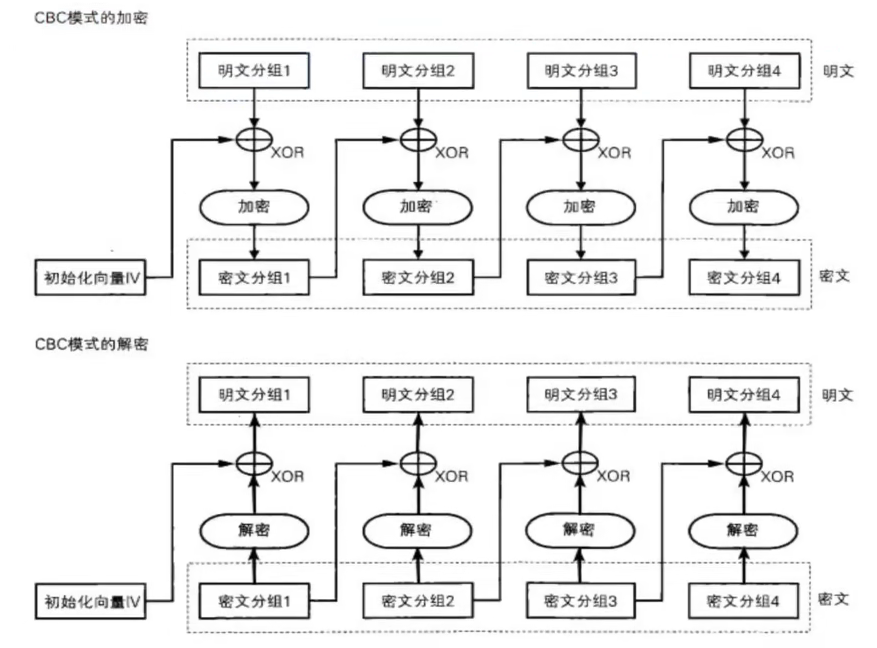 CBC模式的加密
明文分组1 明文分组2 明文分组3 明文分组4 明文
XOR XOR XOR XOR
加密 加密 加密 加密
初始化向量IV 密文分组1 密文分组2 密文分组3 密文分组4 密文
CBC模式的解密
明文分组1 明文分组2 明文分组3 明文分组4 明文
XOR XOR XOR XOR
解密 解密 解密 解密
初始化向量IV 密文分组1 密文分组2 密文分组3 密文分组4 密文